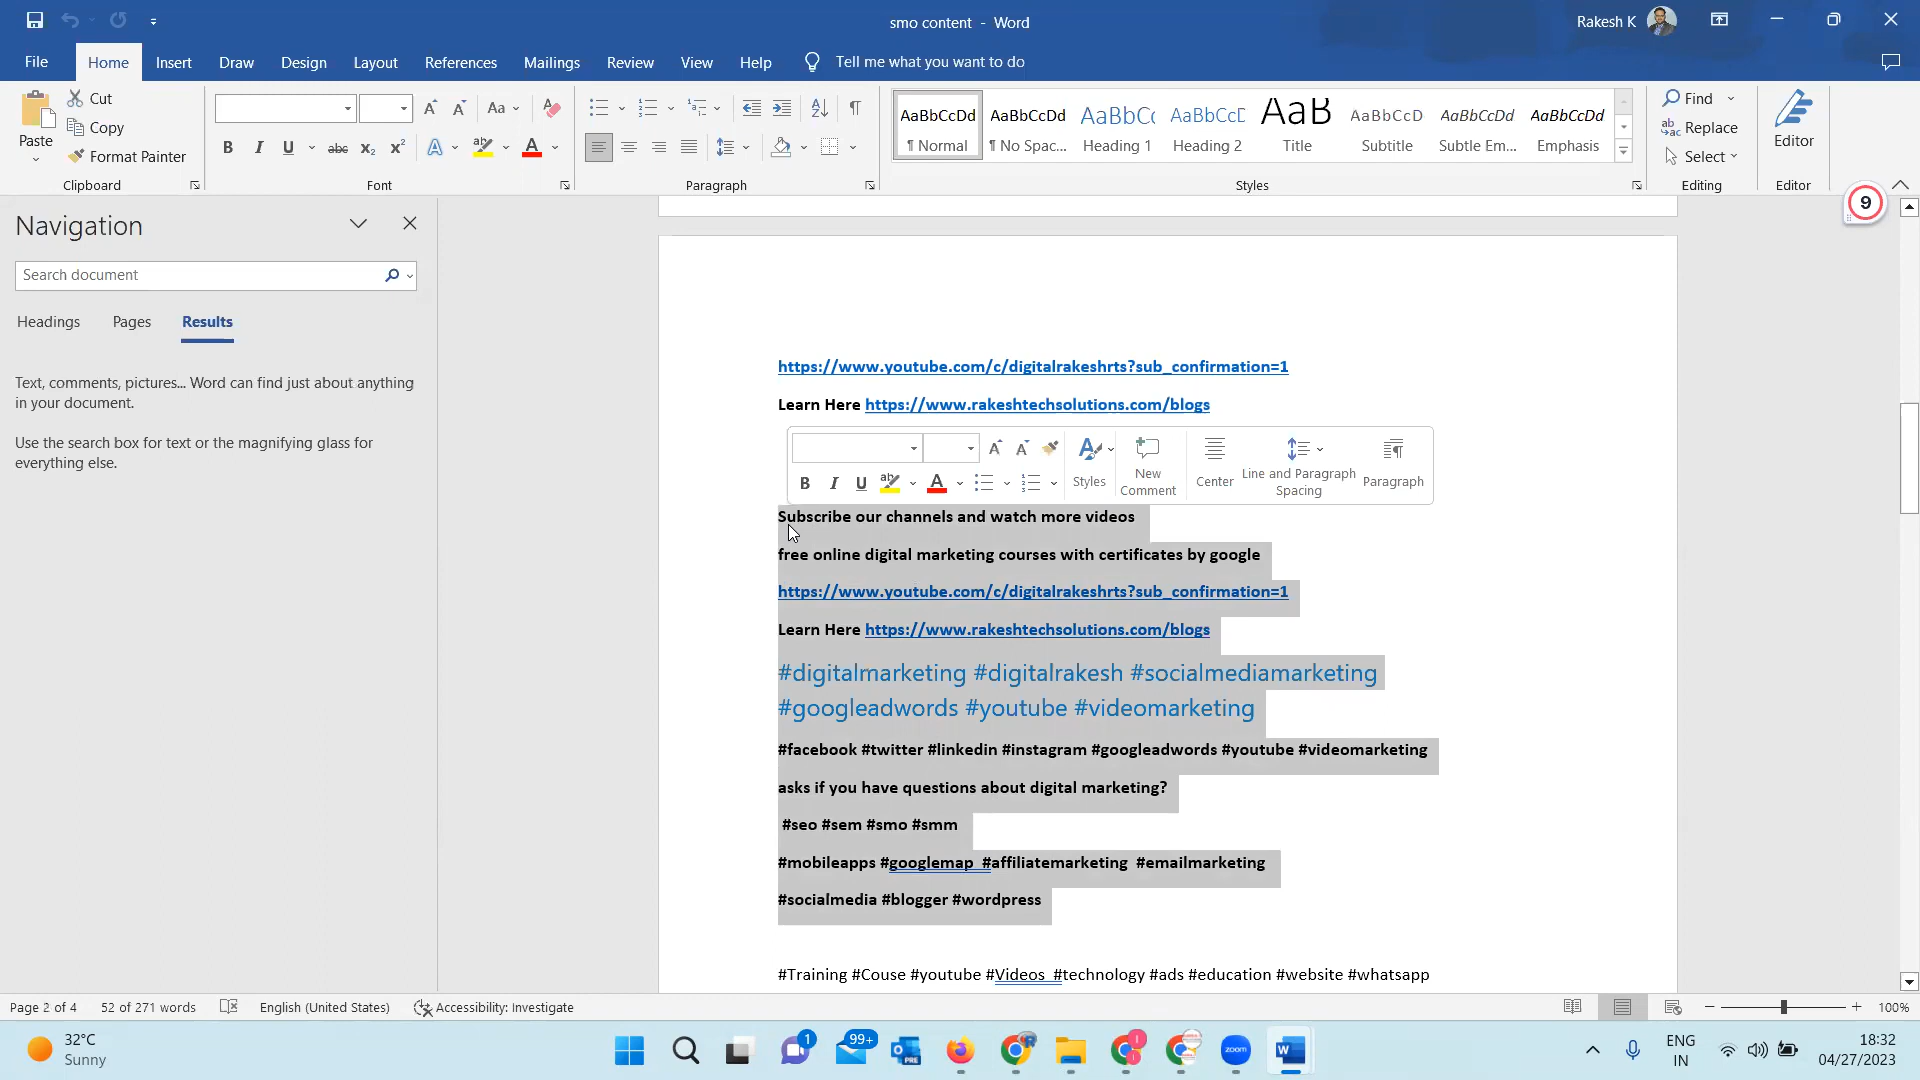 smo content - Word
Rakesh K
File Home Insert Draw Design Layout References Mailings Review View Help Tell me what you want to do
Paste
Cut
Copy
Format Painter
Clipboard
Aa
B I U abc x₂ x² A ab A
Font
Paragraph
AaBbCcDd AaBbCcDd AaBbCc AaBbCcC AaB AaBbCcD AaBbCcDd AaBbCcDd
¶ Normal ¶ No Spac... Heading 1 Heading 2 Title Subtitle Subtle Em... Emphasis
Styles
Find
Replace
Select
Editing
Editor
Editor
9
Navigation
Search document
Headings Pages Results
Text, comments, pictures... Word can find just about anything
in your document.
Use the search box for text or the magnifying glass for
everything else.
https://www.youtube.com/c/digitalrakeshrts?sub_confirmation=1
Learn Here https://www.rakeshtechsolutions.com/blogs
B I U ab A
Styles
New
Comment
Center
Line and Paragraph
Spacing
Paragraph
Subscribe our channels and watch more videos
free online digital marketing courses with certificates by google
https://www.youtube.com/c/digitalrakeshrts?sub_confirmation=1
Learn Here https://www.rakeshtechsolutions.com/blogs
#digitalmarketing #digitalrakesh #socialmediamarketing
#googleadwords #youtube #videomarketing
#facebook #twitter #linkedin #instagram #googleadwords #youtube #videomarketing
asks if you have questions about digital marketing?
#seo #sem #smo #smm
#mobileapps #googlemap #affiliatemarketing #emailmarketing
#socialmedia #blogger #wordpress
#Training #Couse #youtube #Videos #technology #ads #education #website #whatsapp
Page 2 of 4 52 of 271 words English (United States) Accessibility: Investigate 100%
32°C
Sunny
1
99+
PRE
zoom
ENG
IN
18:32
04/27/2023